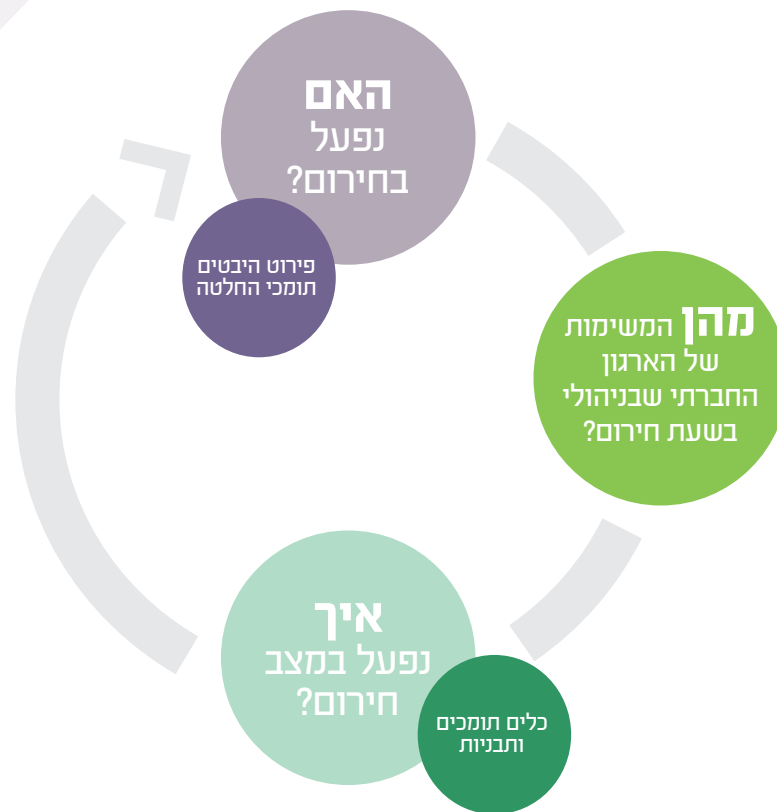 האם
נפעל
בחירום?
פירוט היבטים
תומכי החלטה
מהן המשימות
של הארגון
החברתי שבניהולי
בשעת חירום?
איך
נפעל במצב
חירום?
כלים תומכים
ותבניות